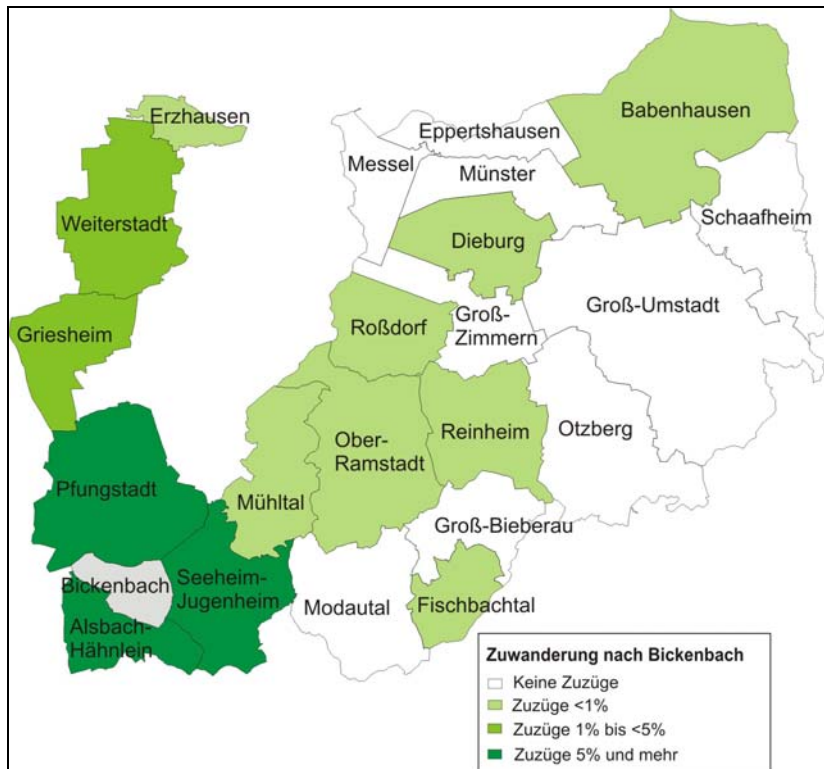 Erzhausen
Babenhausen
Eppertshausen
Messel
Münster
Schaafheim
Weiterstadt
Dieburg
Groß-Umstadt
Griesheim
Roßdorf
Groß-
Zimmern
Ober-
Ramstadt
Reinheim
Otzberg
Pfungstadt
Mühltal
Groß-Bieberau
Bickenbach
Seeheim-
Jugenheim
Modautal
Fischbachtal
Alsbach-
Hähnlein
Zuwanderung nach Bickenbach
Keine Zuzüge
Zuzüge <1%
Zuzüge 1% bis <5%
Zuzüge 5% und mehr